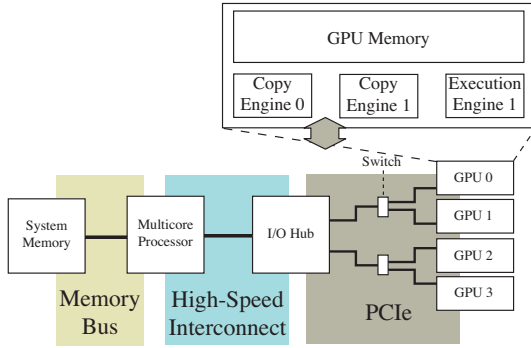 GPU Memory
Copy
Engine 0
Copy
Engine 1
Execution
Engine 1
Switch
GPU 0
GPU 1
GPU 2
GPU 3
System
Memory
Multicore
Processor
I/O Hub
Memory
Bus
High-Speed
Interconnect
PCIe